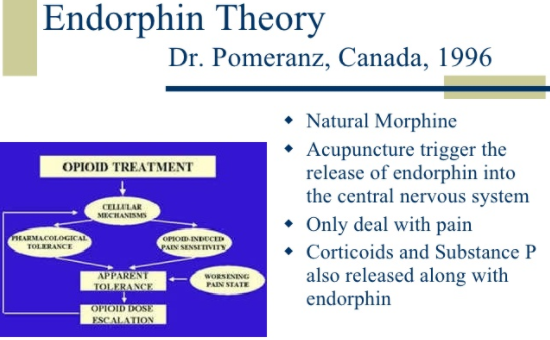 Endorphin Theory
Dr. Pomeranz, Canada, 1996
Natural Morphine
Acupuncture trigger the
release of endorphin into
the central nervous system
Only deal with pain
Corticoids and Substance P
also released along with
endorphin
OPIOID TREATMENT
CELLULAR
MECHANISMS
PHARMACOLOGICAL
TOLERANCE
OPIOID-INDUCED
PAIN SENSITIVITY
APPARENT
TOLERANCE
WORSENING
PAIN STATE
OPIOID DOSE
ESCALATION